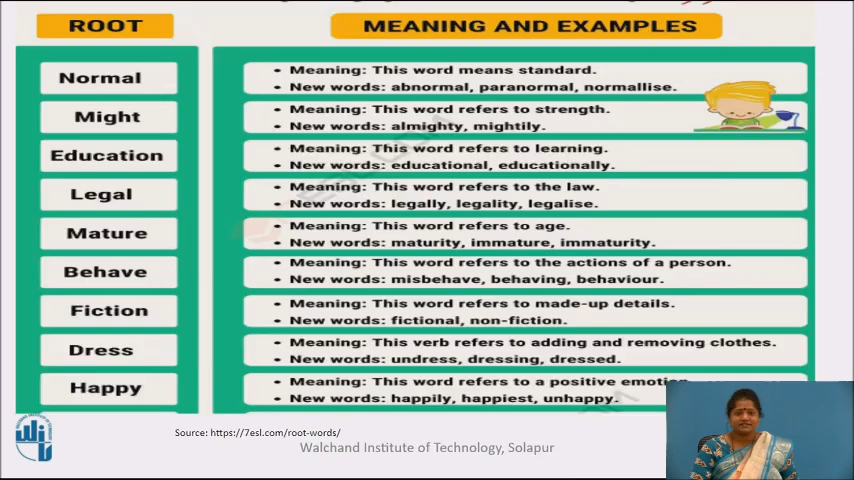 ROOT
MEANING AND EXAMPLES
Normal
• Meaning: This word means standard.
• New words: abnormal, paranormal, normallise.
Might
• Meaning: This word refers to strength.
• New words: almighty, mightily.
Education
• Meaning: This word refers to learning.
• New words: educational, educationally.
Legal
• Meaning: This word refers to the law.
• New words: legally, legality, legalise.
Mature
• Meaning: This word refers to age.
• New words: maturity, immature, immaturity.
Behave
• Meaning: This word refers to the actions of a person.
• New words: misbehave, behaving, behaviour.
Fiction
• Meaning: This word refers to made-up details.
• New words: fictional, non-fiction.
Dress
• Meaning: This verb refers to adding and removing clothes.
• New words: undress, dressing, dressed.
Happy
• Meaning: This word refers to a positive emotion.
• New words: happily, happiest, unhappy.
Source: https://7esl.com/root-words/
Walchand Institute of Technology, Solapur